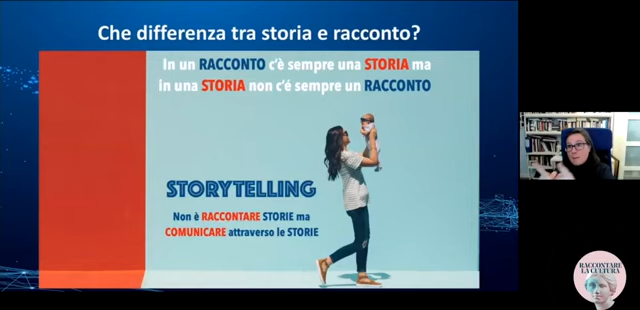 Che differenza tra storia e racconto?
In un RACCONTO c'è sempre una STORIA ma
in una STORIA non c'é sempre un RACCONTO
STORYTELLING
Non è RACCONTARE STORIE ma
COMUNICARE attraverso le STORIE
RACCONTARE
LA CULTURA